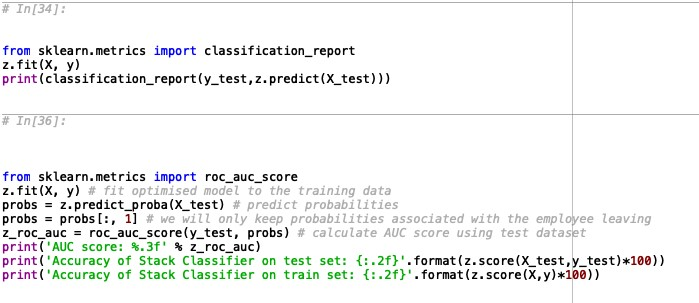 # In[34]:
from sklearn.metrics import classification_report
z.fit(X, y)
print(classification_report(y_test,z.predict(X_test)))
# In[36]:
from sklearn.metrics import roc_auc_score
z.fit(X, y) # fit optimised model to the training data
probs = z.predict_proba(X_test) # predict probabilities
probs = probs[:, 1] # we will only keep probabilities associated with the employee leaving
z_roc_auc = roc_auc_score(y_test, probs) # calculate AUC score using test dataset
print('AUC score: %.3f' % z_roc_auc)
print('Accuracy of Stack Classifier on test set: {:.2f}'.format(z.score(X_test,y_test)*100))
print('Accuracy of Stack Classifier on train set: {:.2f}'.format(z.score(X,y)*100))